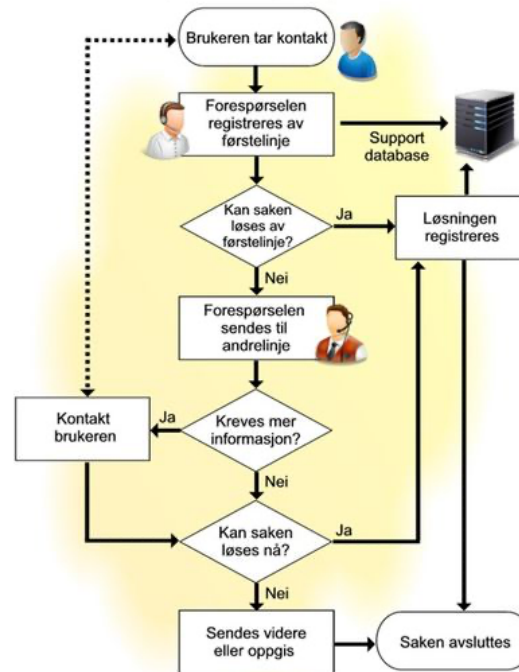 Brukeren tar kontakt
Forespørselen
registreres av
førstelinje
Support
database
Kan saken
løses av
førstelinje?
Ja
Løsningen
registreres
Nei
Forespørselen
sendes til
andrelinje
Kontakt
brukeren
Ja
Kreves mer
informasjon?
Nei
Kan saken
løses nå?
Ja
Nei
Sendes videre
eller oppgis
Saken avsluttes